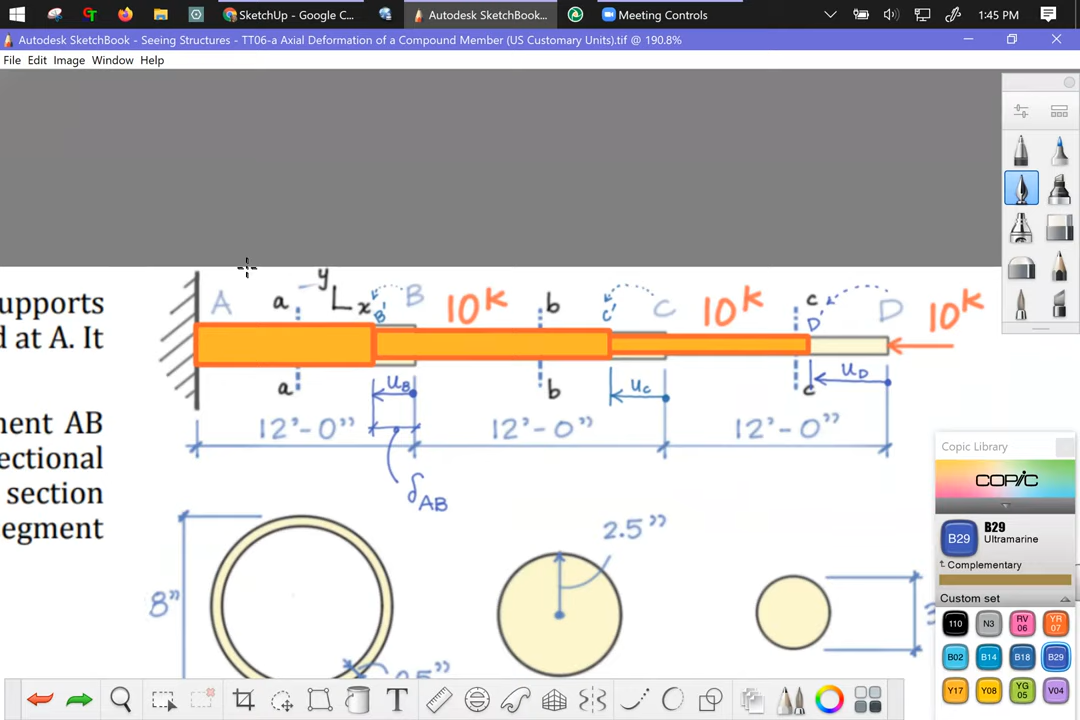 SketchUp - Google C...
Autodesk SketchBook...
Meeting Controls
1:45 PM
Autodesk SketchBook - Seeing Structures - TT06-a Axial Deformation of a Compound Member (US Customary Units).tif @ 190.8%
File Edit Image Window Help
upports
d at A. It
nent AB
ectional
section
egment
A a y x B' B 10K b C' C 10K c D' D 10K
a uB b uC c uD
12'-0" 12'-0" 12'-0"
δAB
2.5"
8"
Copic Library
COPIC
B29
B29
Ultramarine
Complementary
Custom set
110 N3 RV 06 YR 07
B02 B14 B18 B29
Y17 Y08 YG 05 V04
T